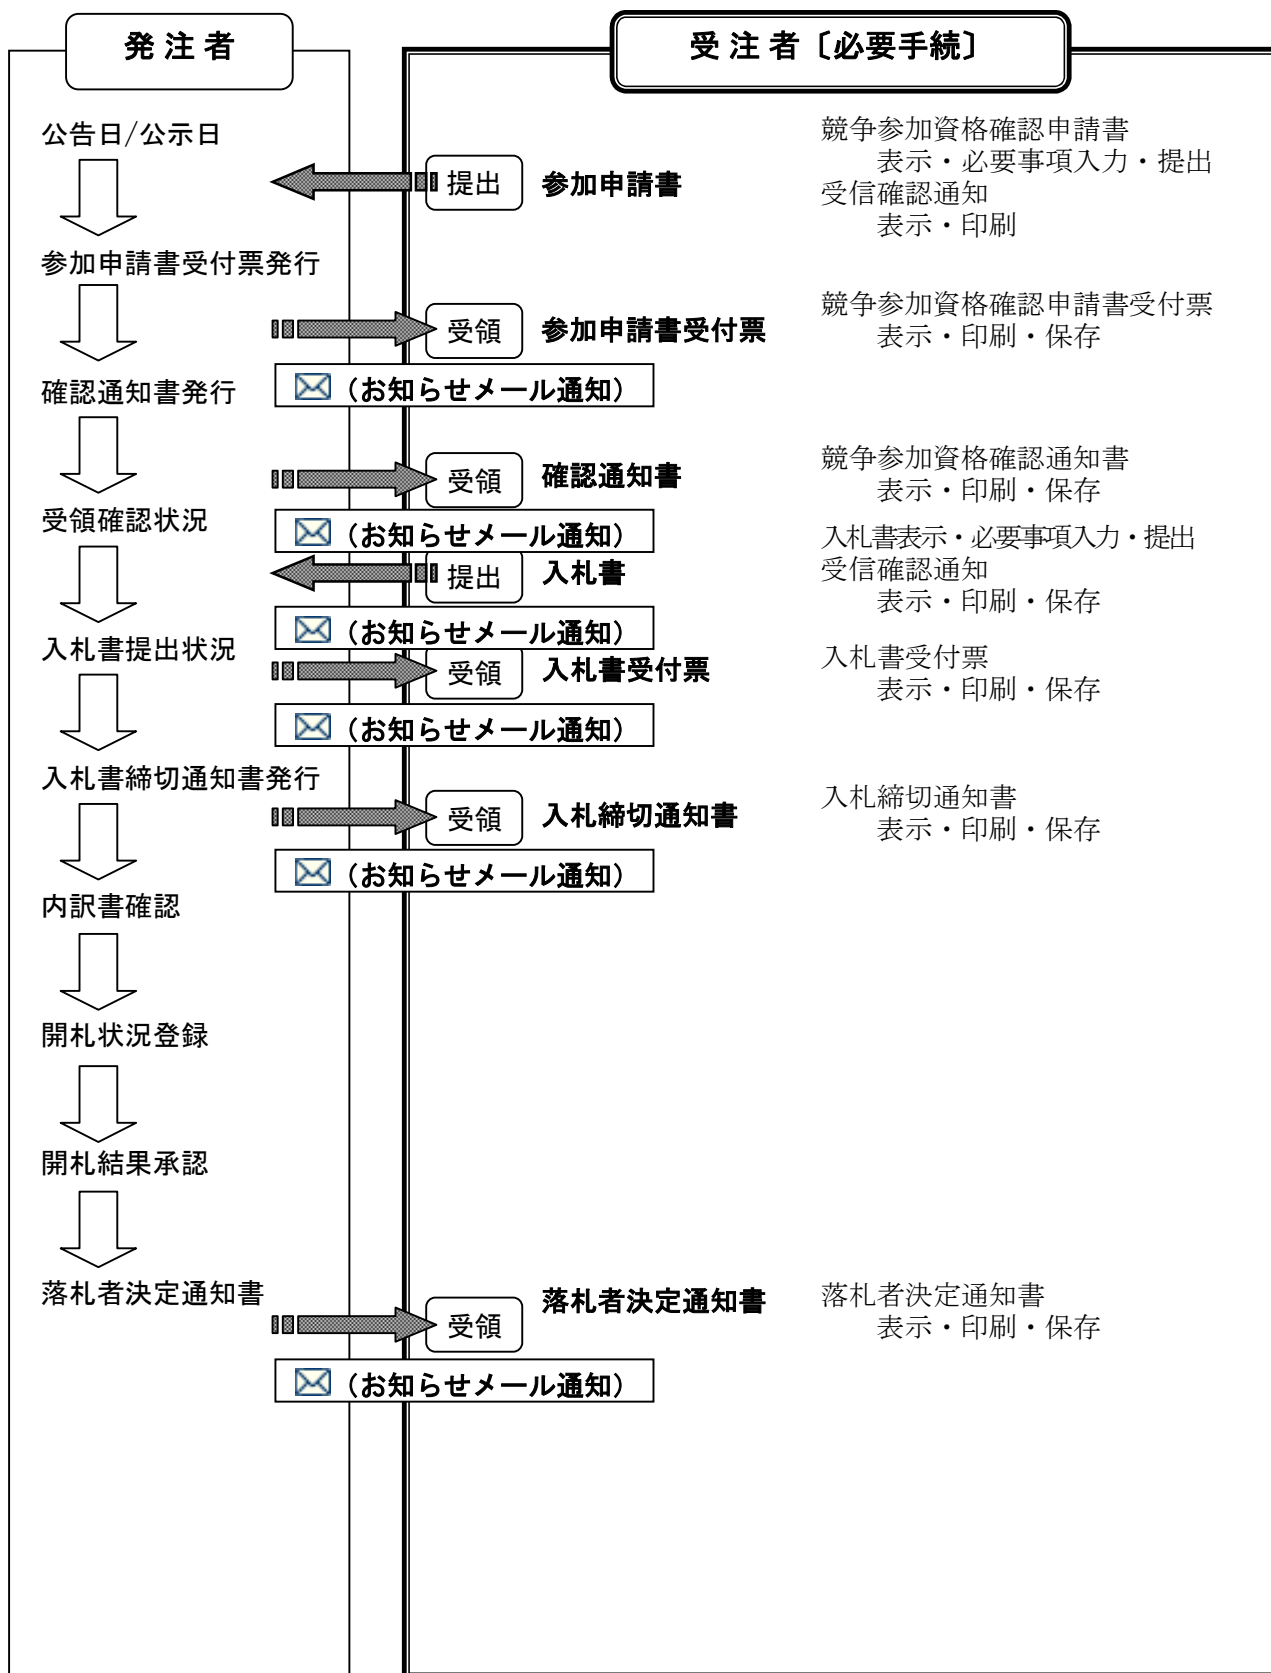 発 注 者
受 注 者〔必要手続〕
公告日/公示日
提出
参加申請書
競争参加資格確認申請書
表示・必要事項入力・提出
受信確認通知
表示・印刷
参加申請書受付票発行
受領
参加申請書受付票
競争参加資格確認申請書受付票
表示・印刷・保存
(お知らせメール通知)
確認通知書発行
受領
確認通知書
競争参加資格確認通知書
表示・印刷・保存
(お知らせメール通知)
受領確認状況
提出
入札書
入札書表示・必要事項入力・提出
受信確認通知
表示・印刷・保存
(お知らせメール通知)
入札書提出状況
受領
入札書受付票
入札書受付票
表示・印刷・保存
(お知らせメール通知)
入札書締切通知書発行
受領
入札締切通知書
入札締切通知書
表示・印刷・保存
(お知らせメール通知)
内訳書確認
開札状況登録
開札結果承認
落札者決定通知書
受領
落札者決定通知書
落札者決定通知書
表示・印刷・保存
(お知らせメール通知)